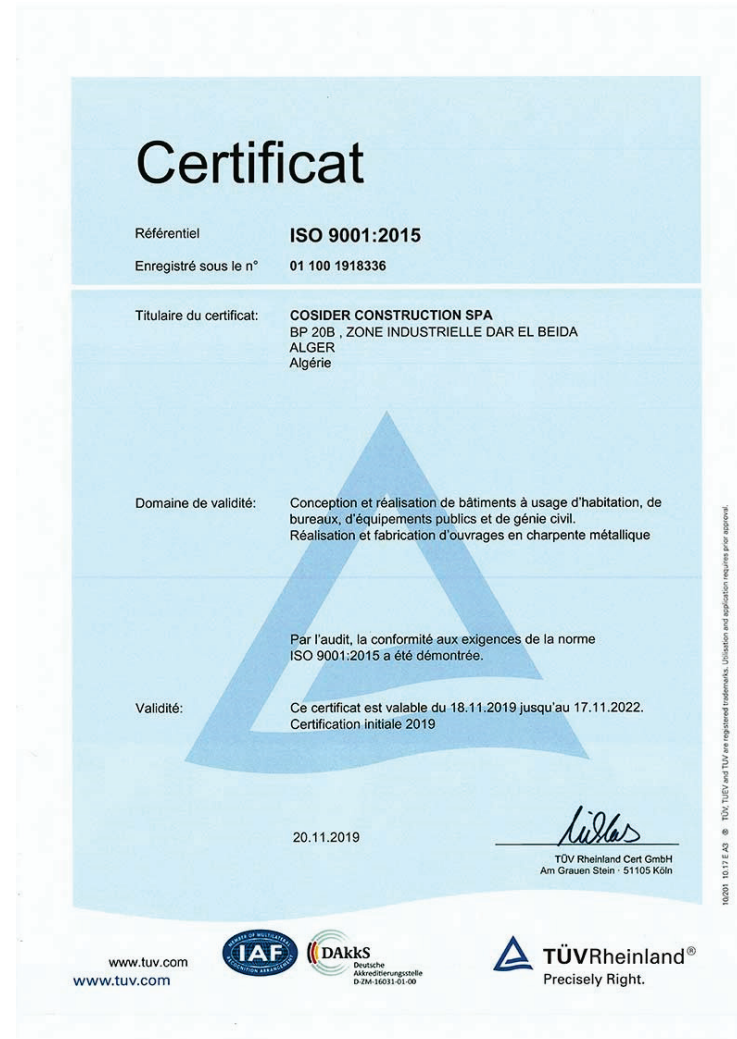 Certificat
Référentiel ISO 9001:2015
Enregistré sous le n° 01 100 1918336
Titulaire du certificat: COSIDER CONSTRUCTION SPA
BP 20B , ZONE INDUSTRIELLE DAR EL BEIDA
ALGER
Algérie
Domaine de validité: Conception et réalisation de bâtiments à usage d'habitation, de
bureaux, d'équipements publics et de génie civil.
Réalisation et fabrication d'ouvrages en charpente métallique
Par l'audit, la conformité aux exigences de la norme
ISO 9001:2015 a été démontrée.
Validité: Ce certificat est valable du 18.11.2019 jusqu'au 17.11.2022.
Certification initiale 2019
20.11.2019
TÜV Rheinland Cert GmbH
Am Grauen Stein · 51105 Köln
www.tuv.com
www.tuv.com
MEMBER OF MULTILATERAL
IAF
RECOGNITION ARRANGEMENT
DAkkS
Deutsche
Akkreditierungsstelle
D-ZM-16031-01-00
TÜVRheinland®
Precisely Right.
10/201 10.17 E A3 ® TÜV, TUEV and TUV are registered trademarks. Utilisation and application requires prior approval.